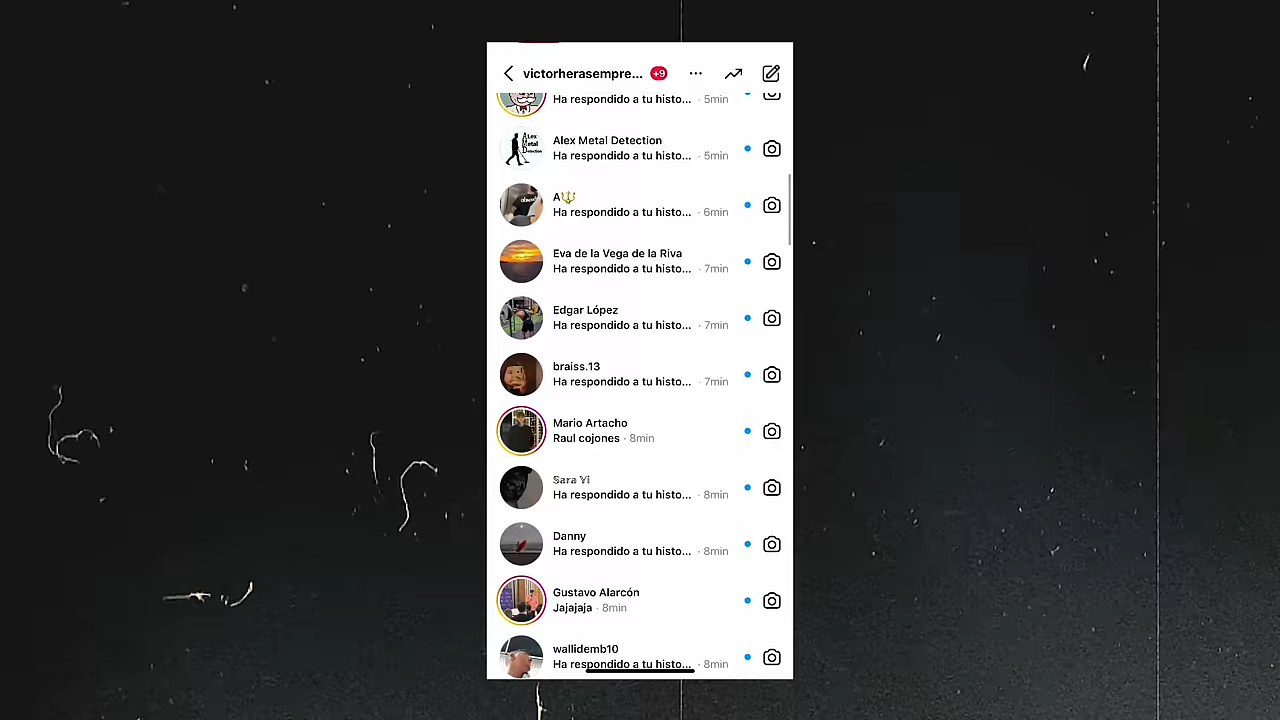 victorherasempre... +9
Ha respondido a tu histo... · 5min
Alex Metal Detection
Ha respondido a tu histo... · 5min
A🔱
Ha respondido a tu histo... · 6min
Eva de la Vega de la Riva
Ha respondido a tu histo... · 7min
Edgar López
Ha respondido a tu histo... · 7min
braiss.13
Ha respondido a tu histo... · 7min
Mario Artacho
Raul cojones · 8min
𝕊ara 𝕐i
Ha respondido a tu histo... · 8min
Danny
Ha respondido a tu histo... · 8min
Gustavo Alarcón
Jajajaja · 8min
wallidemb10
Ha respondido a tu histo... · 8min